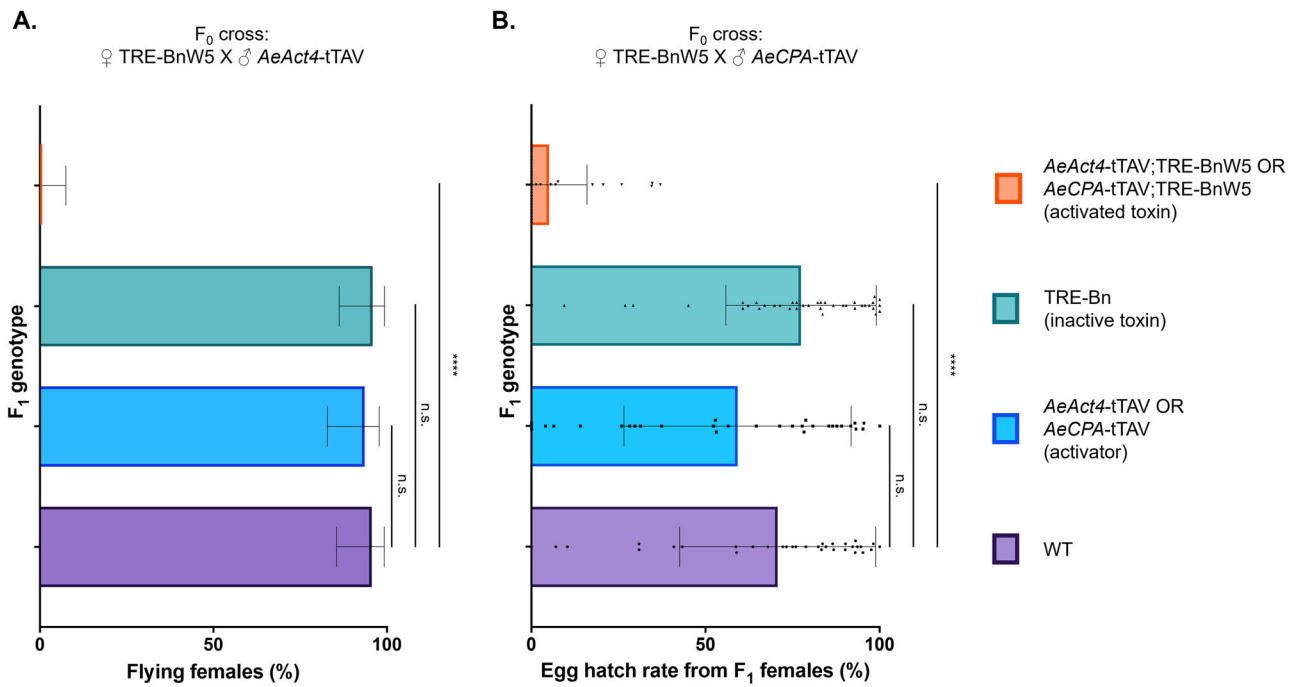 A.
F0 cross:
♀ TRE-BnW5 X ♂ AeAct4-tTAV
F1 genotype
****
n.s.
n.s.
0
50
100
Flying females (%)
B.
F0 cross:
♀ TRE-BnW5 X ♂ AeCPA-tTAV
F1 genotype
****
n.s.
n.s.
0
50
100
Egg hatch rate from F1 females (%)
AeAct4-tTAV;TRE-BnW5 OR
AeCPA-tTAV;TRE-BnW5
(activated toxin)
TRE-Bn
(inactive toxin)
AeAct4-tTAV OR
AeCPA-tTAV
(activator)
WT